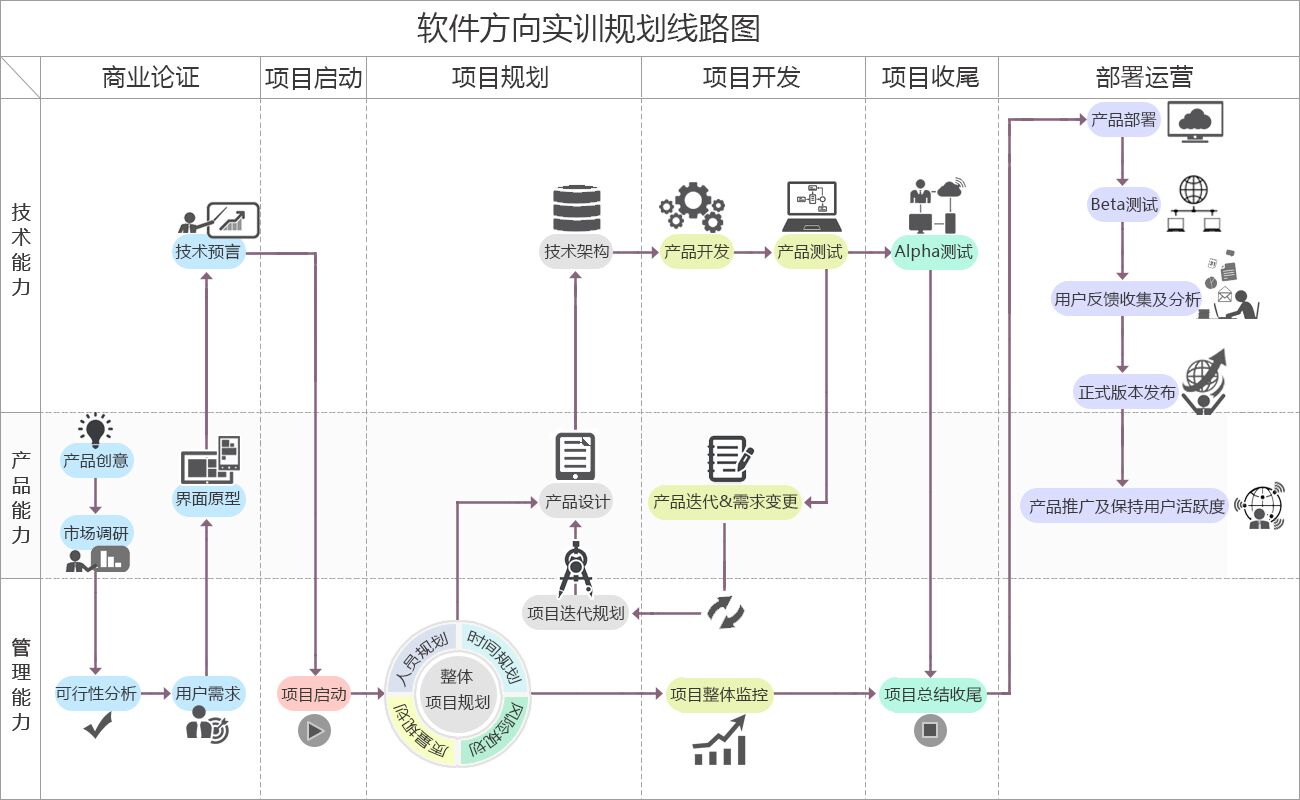 软件方向实训规划线路图
商业论证
项目启动
项目规划
项目开发
项目收尾
部署运营
技术能力
技术预言
技术架构
产品开发
产品测试
Alpha测试
产品部署
Beta测试
用户反馈收集及分析
正式版本发布
产品能力
产品创意
市场调研
界面原型
产品设计
产品迭代&需求变更
产品推广及保持用户活跃度
管理能力
可行性分析
用户需求
项目启动
人员规划
时间规划
整体
项目规划
质量规划
风险规划
项目迭代规划
项目整体监控
项目总结收尾